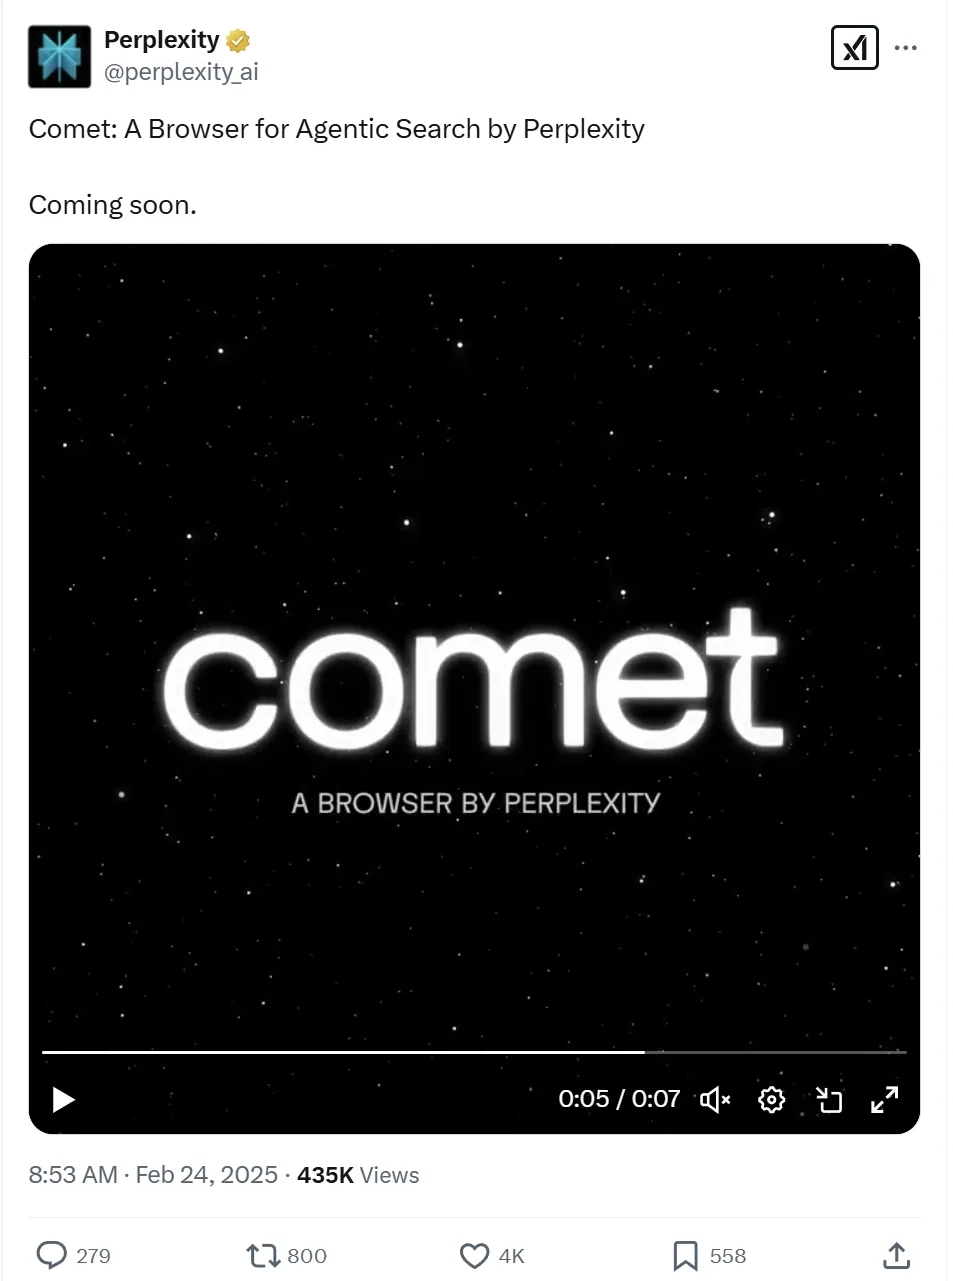 Perplexity
@perplexity_ai
Comet: A Browser for Agentic Search by Perplexity
Coming soon.
comet
A BROWSER BY PERPLEXITY
0:05 / 0:07
8:53 AM · Feb 24, 2025 · 435K Views
279 800 4K 558